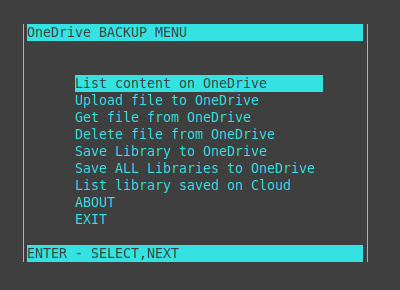 OneDrive BACKUP MENU
List content on OneDrive
Upload file to OneDrive
Get file from OneDrive
Delete file from OneDrive
Save Library to OneDrive
Save ALL Libraries to OneDrive
List library saved on Cloud
ABOUT
EXIT
ENTER - SELECT,NEXT